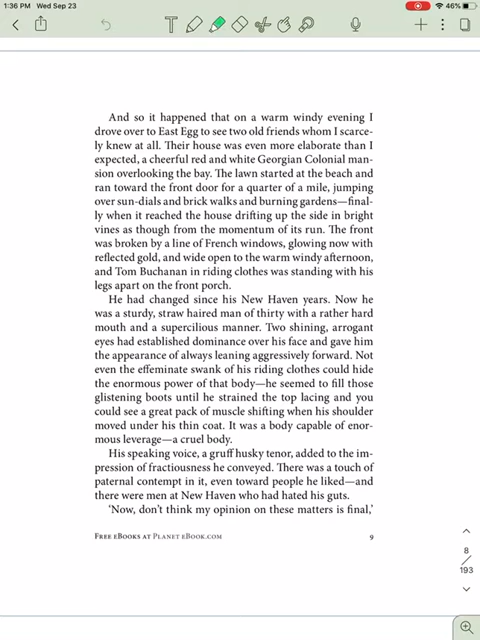 1:36 PM Wed Sep 23
46%
And so it happened that on a warm windy evening I
drove over to East Egg to see two old friends whom I scarce-
ly knew at all. Their house was even more elaborate than I
expected, a cheerful red and white Georgian Colonial man-
sion overlooking the bay. The lawn started at the beach and
ran toward the front door for a quarter of a mile, jumping
over sun-dials and brick walks and burning gardens—final-
ly when it reached the house drifting up the side in bright
vines as though from the momentum of its run. The front
was broken by a line of French windows, glowing now with
reflected gold, and wide open to the warm windy afternoon,
and Tom Buchanan in riding clothes was standing with his
legs apart on the front porch.
He had changed since his New Haven years. Now he
was a sturdy, straw haired man of thirty with a rather hard
mouth and a supercilious manner. Two shining, arrogant
eyes had established dominance over his face and gave him
the appearance of always leaning aggressively forward. Not
even the effeminate swank of his riding clothes could hide
the enormous power of that body—he seemed to fill those
glistening boots until he strained the top lacing and you
could see a great pack of muscle shifting when his shoulder
moved under his thin coat. It was a body capable of enor-
mous leverage—a cruel body.
His speaking voice, a gruff husky tenor, added to the im-
pression of fractiousness he conveyed. There was a touch of
paternal contempt in it, even toward people he liked—and
there were men at New Haven who had hated his guts.
‘Now, don’t think my opinion on these matters is final,’
Free eBooks at Planet eBook.com
9
8
193